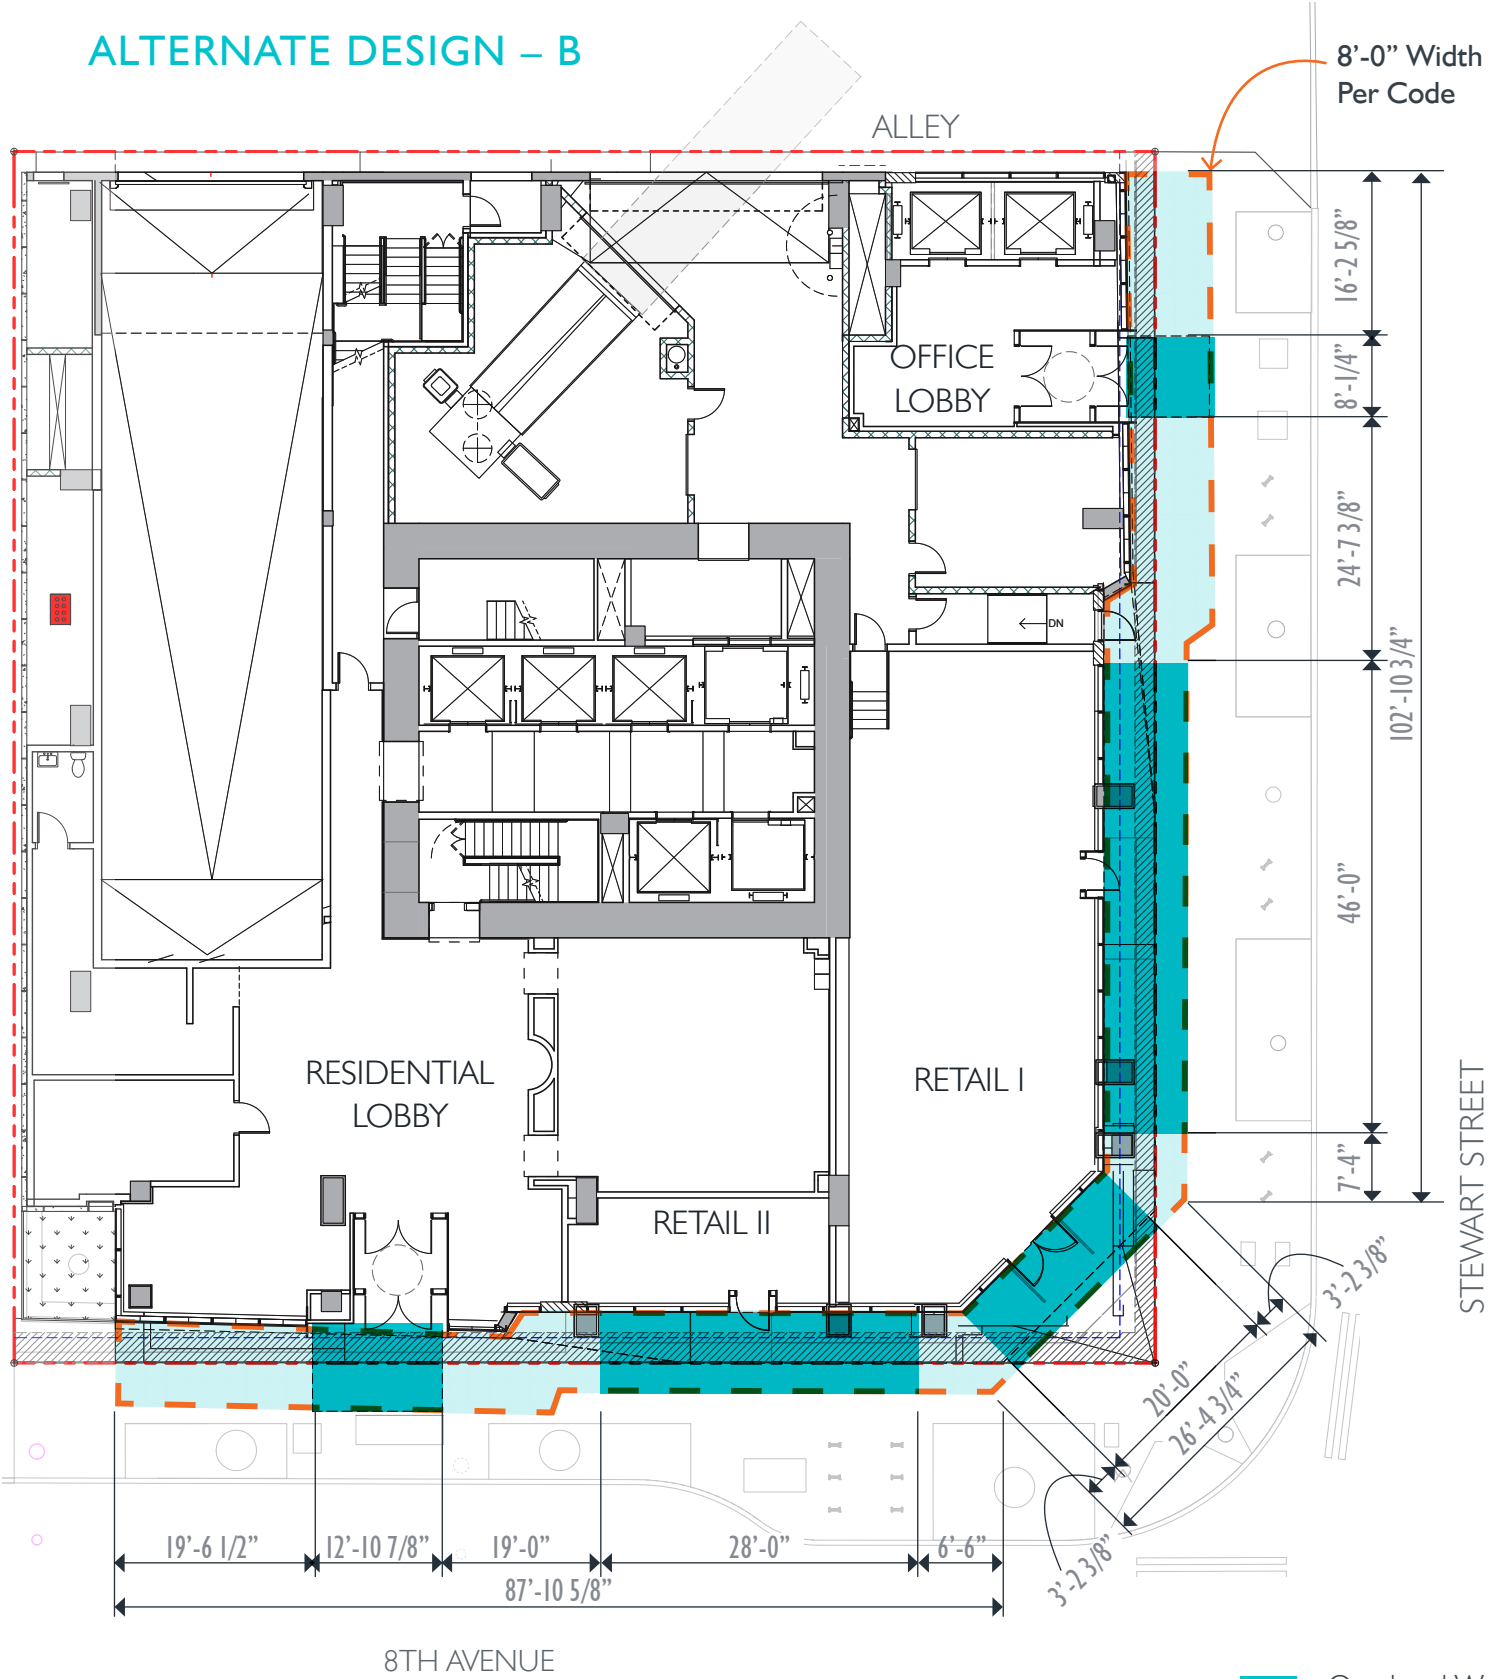 ALTERNATE DESIGN – B
8’-0” Width
Per Code
ALLEY
16’-2 5/8”
OFFICE
LOBBY
8’-1/4”
24’-7 3/8”
DN
102’-10 3/4”
46’-0”
RESIDENTIAL
LOBBY
RETAIL I
7’-4”
STEWART STREET
RETAIL II
3’-2 3/8”
20’-0”
26’-4 3/4”
3’-2 3/8”
19’-6 1/2”
12’-10 7/8”
19’-0”
28’-0”
6’-6”
87’-10 5/8”
8TH AVENUE